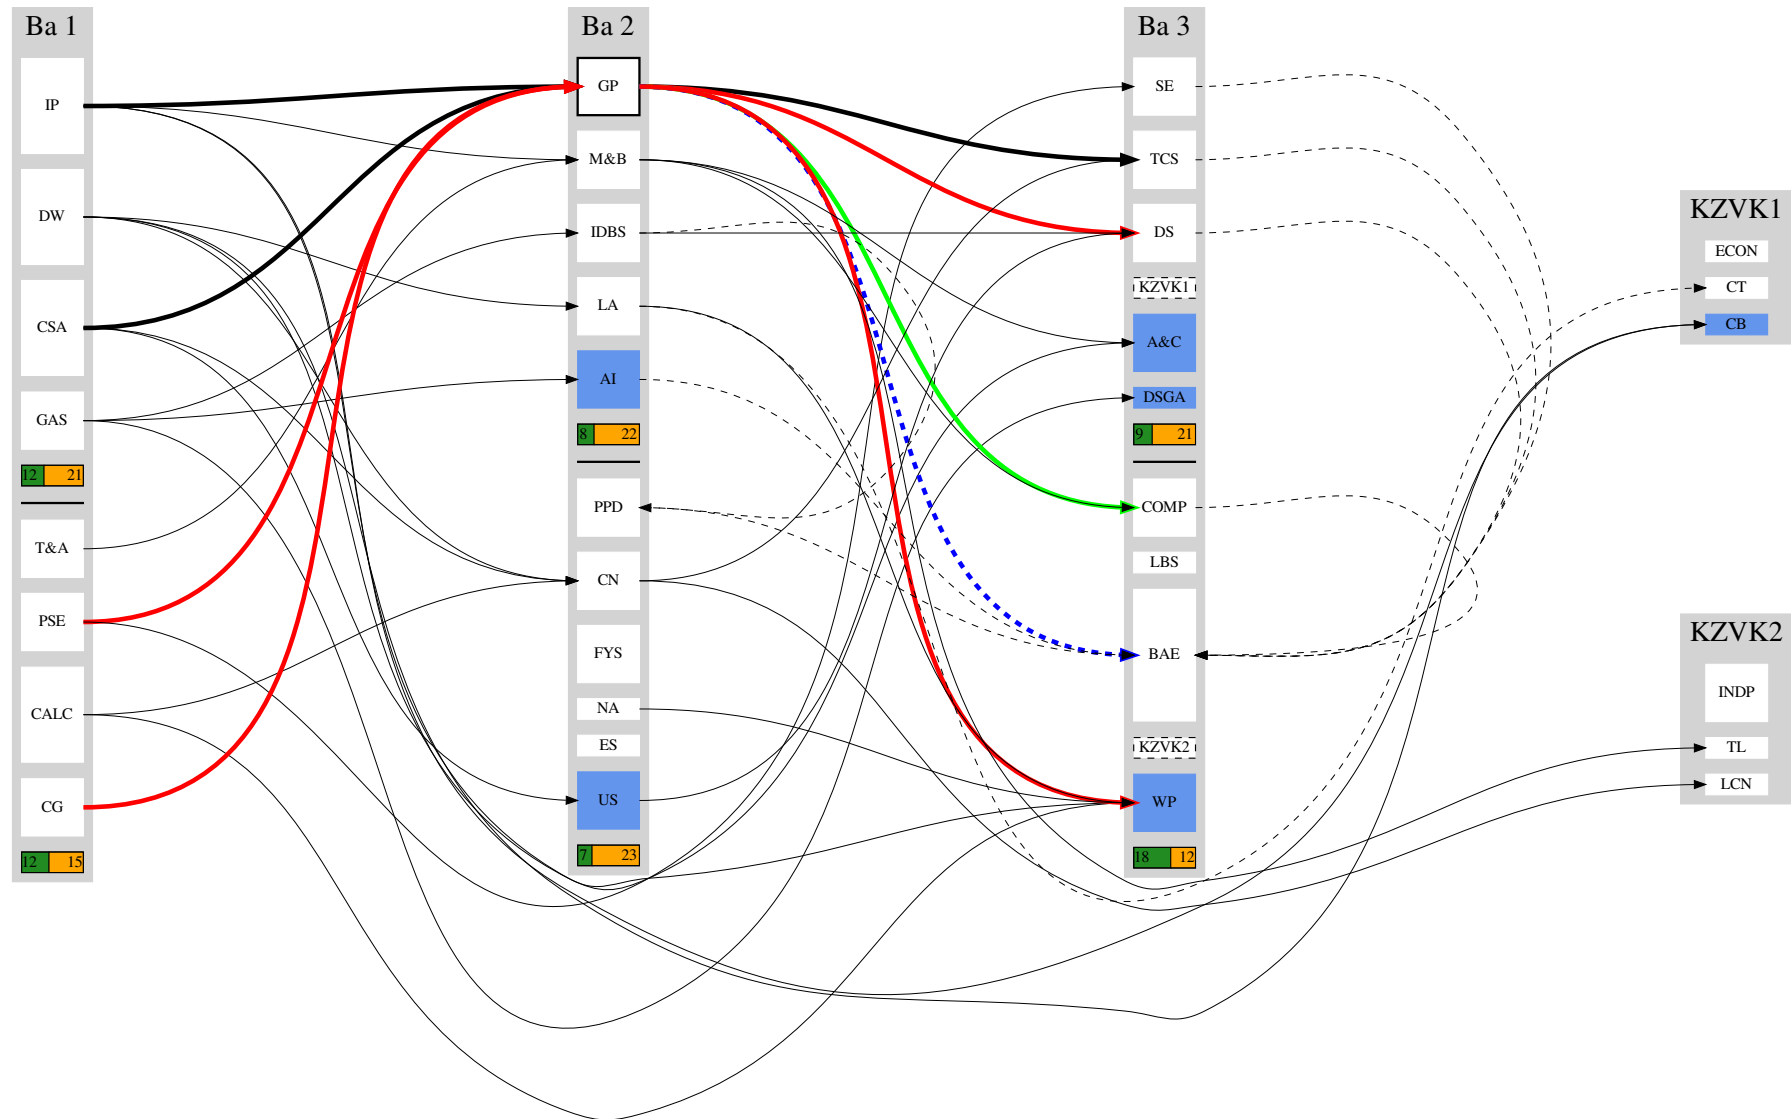 Ba 1
IP
DW
CSA
GAS
12 21
T&A
PSE
CALC
CG
12 15
Ba 2
GP
M&B
IDBS
LA
AI
8 22
PPD
CN
FYS
NA
ES
US
7 23
Ba 3
SE
TCS
DS
KZVK1
A&C
DSGA
9 21
COMP
LBS
BAE
KZVK2
WP
18 12
KZVK1
ECON
CT
CB
KZVK2
INDP
TL
LCN